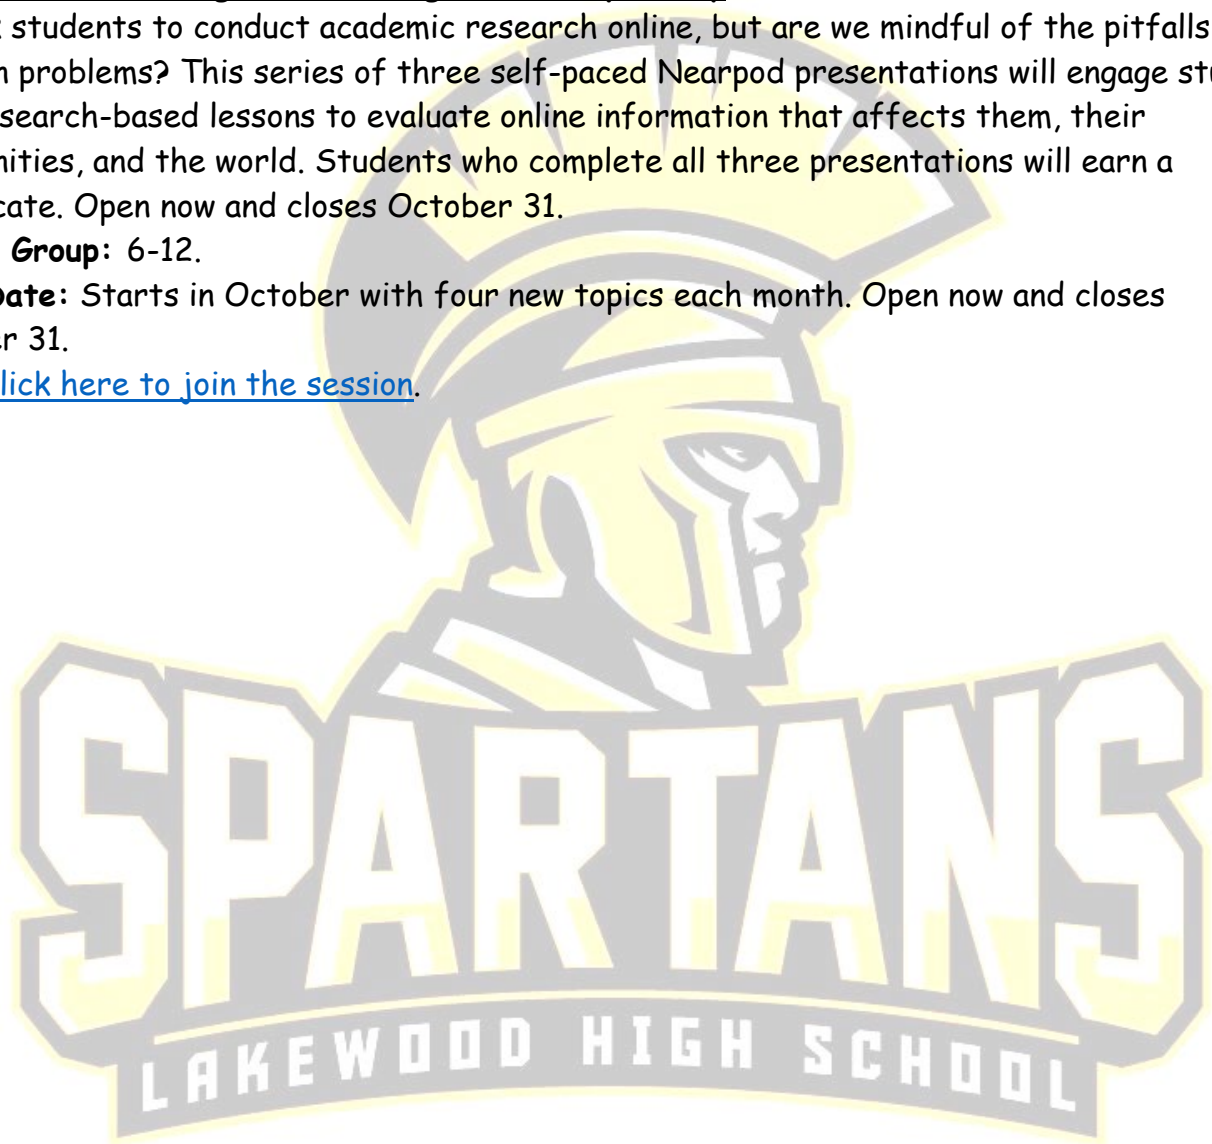 students to conduct academic research online, but are we mindful of the pitfalls
problems? This series of three self-paced Nearpod presentations will engage
search-based lessons to evaluate online information that affects them, their
nities, and the world. Students who complete all three presentations will earn a
cate. Open now and closes October 31.
Group: 6-12.
Date: Starts in October with four new topics each month. Open now and closes
er 31.
lick here to join the session.
SPARTANS
LAKEWOOD HIGH SCHOOL